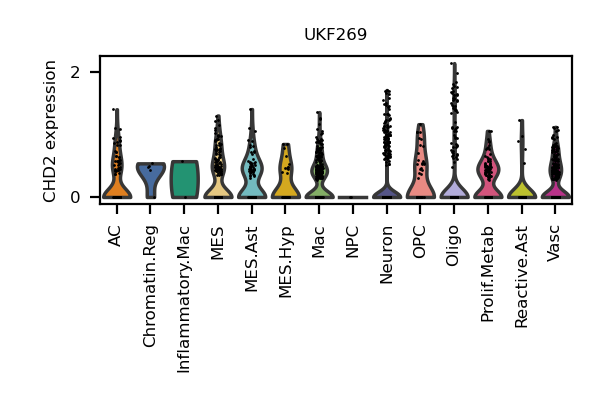 UKF269
CHD2 expression
2
0
AC
Chromatin.Reg
Inflammatory.Mac
MES
MES.Ast
MES.Hyp
Mac
NPC
Neuron
OPC
Oligo
Prolif.Metab
Reactive.Ast
Vasc